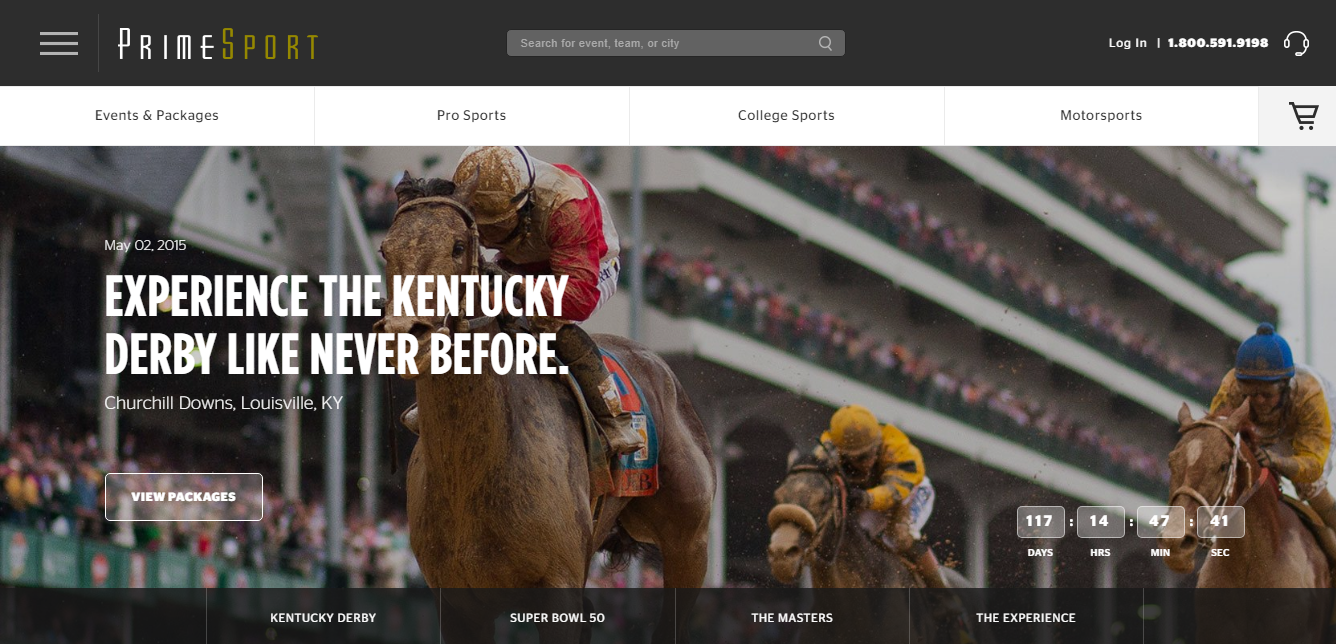 PRIMESPORT
Search for event, team, or city
Log In | 1.800.591.9198
Events & Packages
Pro Sports
College Sports
Motorsports
May 02, 2015
EXPERIENCE THE KENTUCKY
DERBY LIKE NEVER BEFORE.
Churchill Downs, Louisville, KY
VIEW PACKAGES
117 : 14 : 47 : 41
DAYS HRS MIN SEC
KENTUCKY DERBY
SUPER BOWL 50
THE MASTERS
THE EXPERIENCE